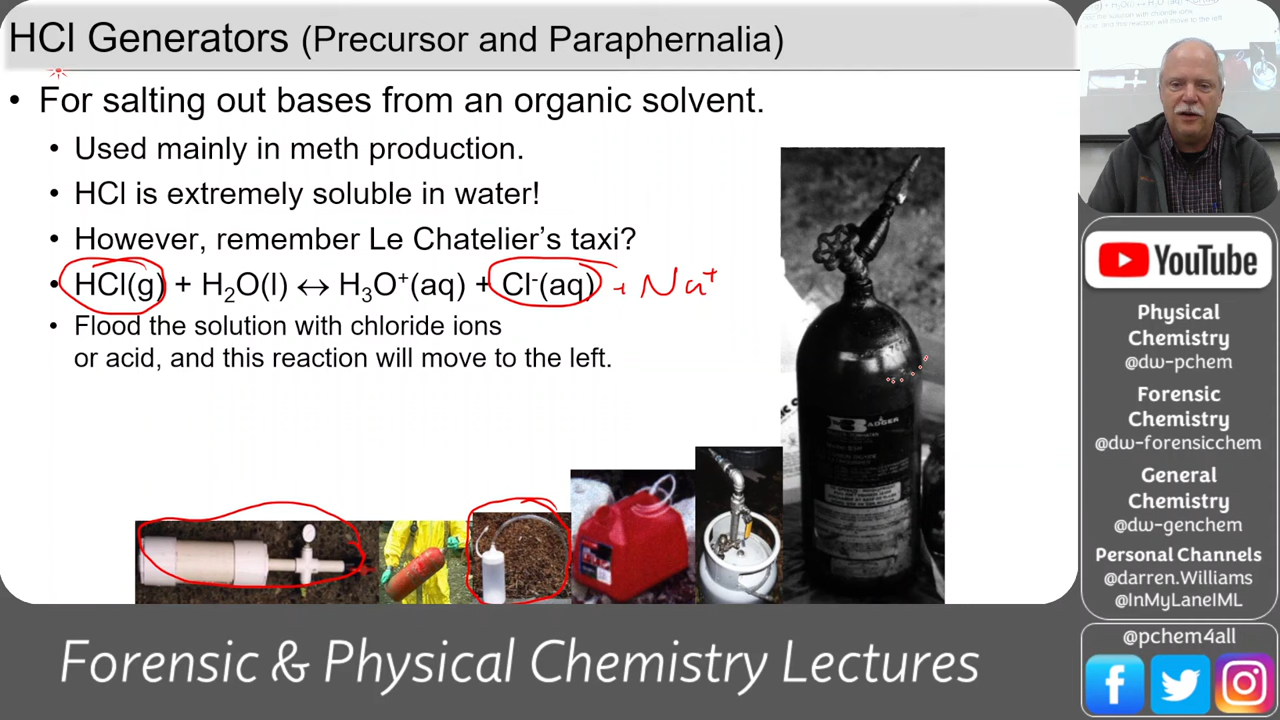 HCl Generators (Precursor and Paraphernalia)
• For salting out bases from an organic solvent.
• Used mainly in meth production.
• HCl is extremely soluble in water!
• However, remember Le Chatelier’s taxi?
• HCl(g) + H₂O(l) ↔ H₃O⁺(aq) + Cl⁻(aq) + Na⁺
• Flood the solution with chloride ions
or acid, and this reaction will move to the left.
BADGER
YouTube
Physical
Chemistry
@dw-pchem
Forensic
Chemistry
@dw-forensicchem
General
Chemistry
@dw-genchem
Personal Channels
@darren.Williams
@InMyLaneIML
@pchem4all
Forensic & Physical Chemistry Lectures